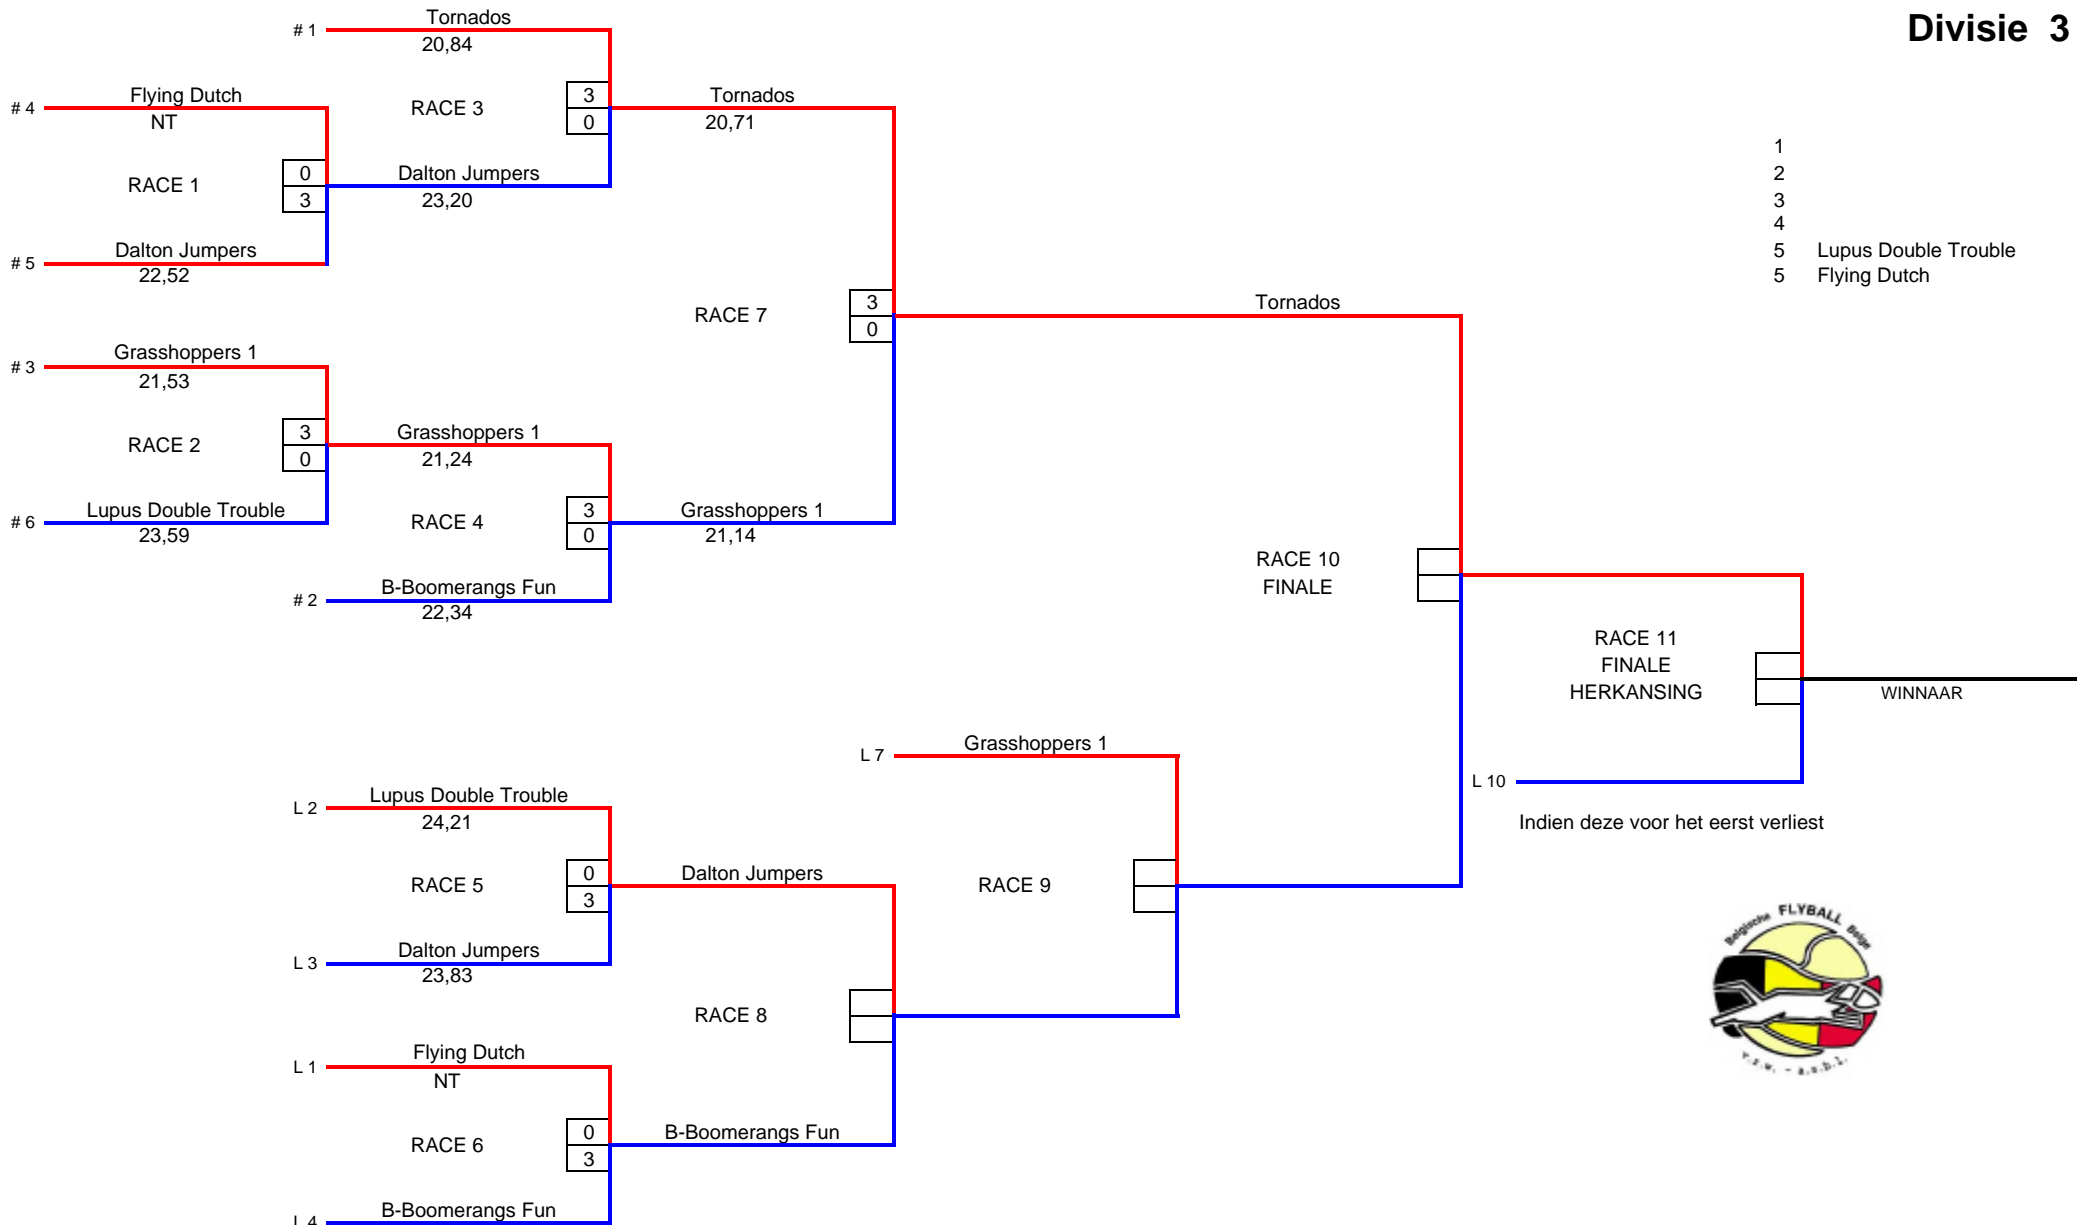 Divisie 3
Tornados
# 1
20,84
Flying Dutch
# 4
NT
RACE 3
3
0
Tornados
20,71
RACE 1
0
3
Dalton Jumpers
23,20
Dalton Jumpers
# 5
22,52
1
2
3
4
5 Lupus Double Trouble
5 Flying Dutch
RACE 7
3
0
Tornados
Grasshoppers 1
# 3
21,53
RACE 2
3
0
Grasshoppers 1
21,24
Lupus Double Trouble
# 6
23,59
RACE 4
3
0
Grasshoppers 1
21,14
B-Boomerangs Fun
# 2
22,34
RACE 10
FINALE
RACE 11
FINALE
HERKANSING
WINNAAR
L 7
Grasshoppers 1
L 10
Indien deze voor het eerst verliest
Lupus Double Trouble
L 2
24,21
RACE 5
0
3
Dalton Jumpers
RACE 9
Dalton Jumpers
L 3
23,83
RACE 8
Flying Dutch
L 1
NT
RACE 6
0
3
B-Boomerangs Fun
B-Boomerangs Fun
L 4
Belgische FLYBALL Belge
v.z.w. - a.s.b.l.